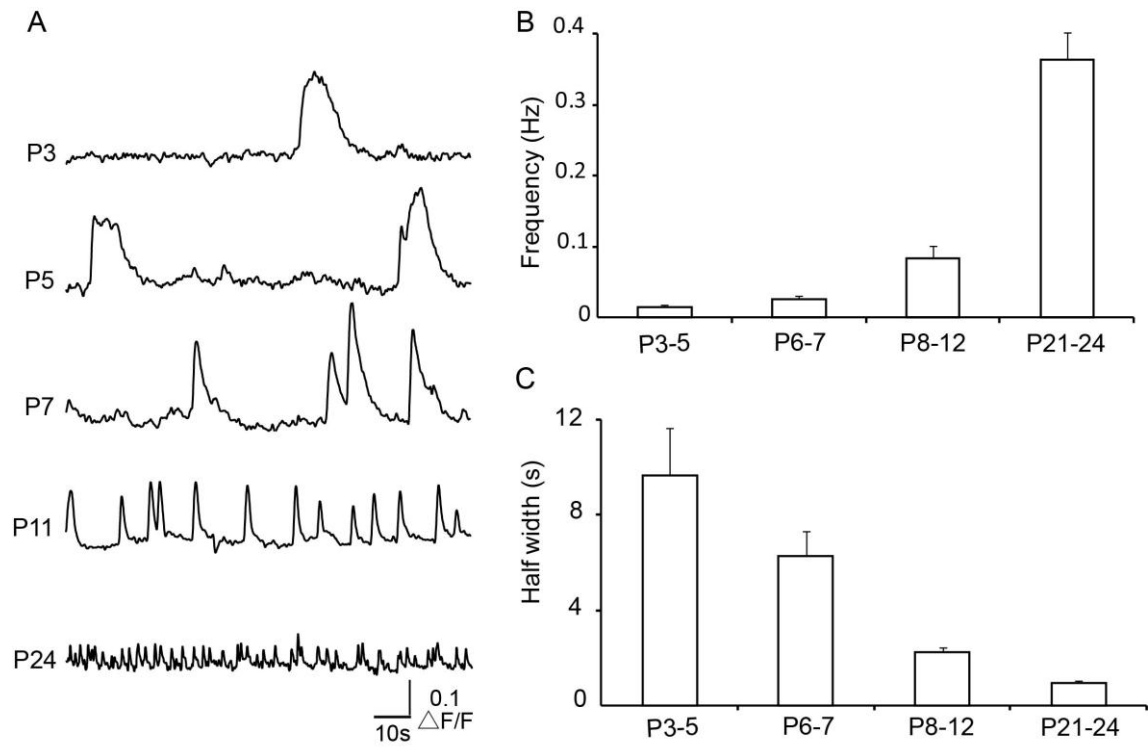 A
P3
P5
P7
P11
P24
0.1
△F/F
10s
B
Frequency (Hz)
0.4
0.3
0.2
0.1
0
P3-5 P6-7 P8-12 P21-24
C
Half width (s)
12
8
4
0
P3-5 P6-7 P8-12 P21-24